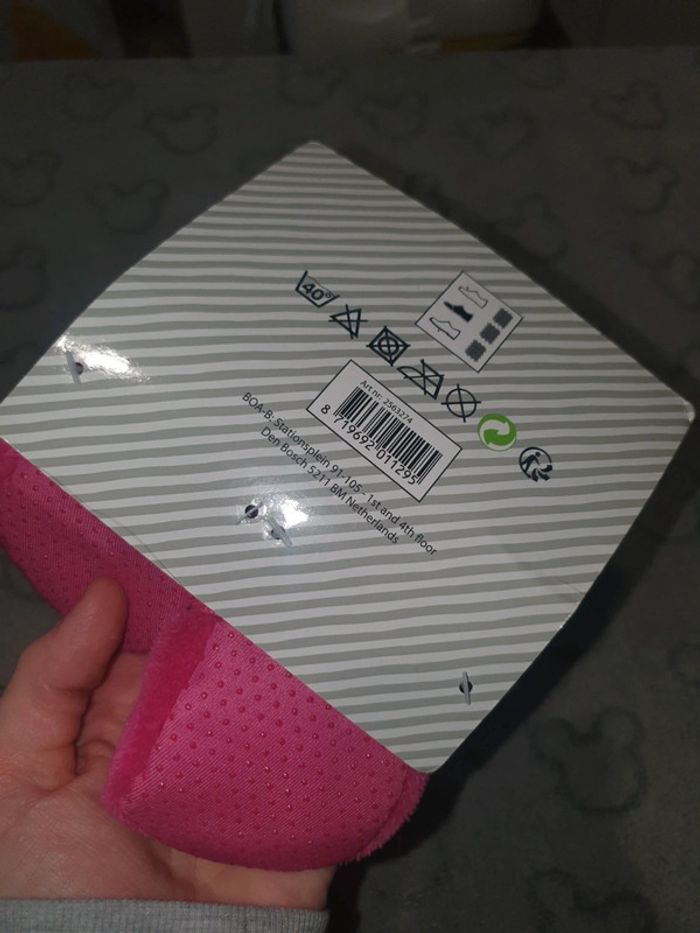 40°
Art nr: 2563274
8 719692 011295
BOA-B: Stationsplein 91-105 - 1st and 4th floor
Den Bosch 5211 BM Netherlands